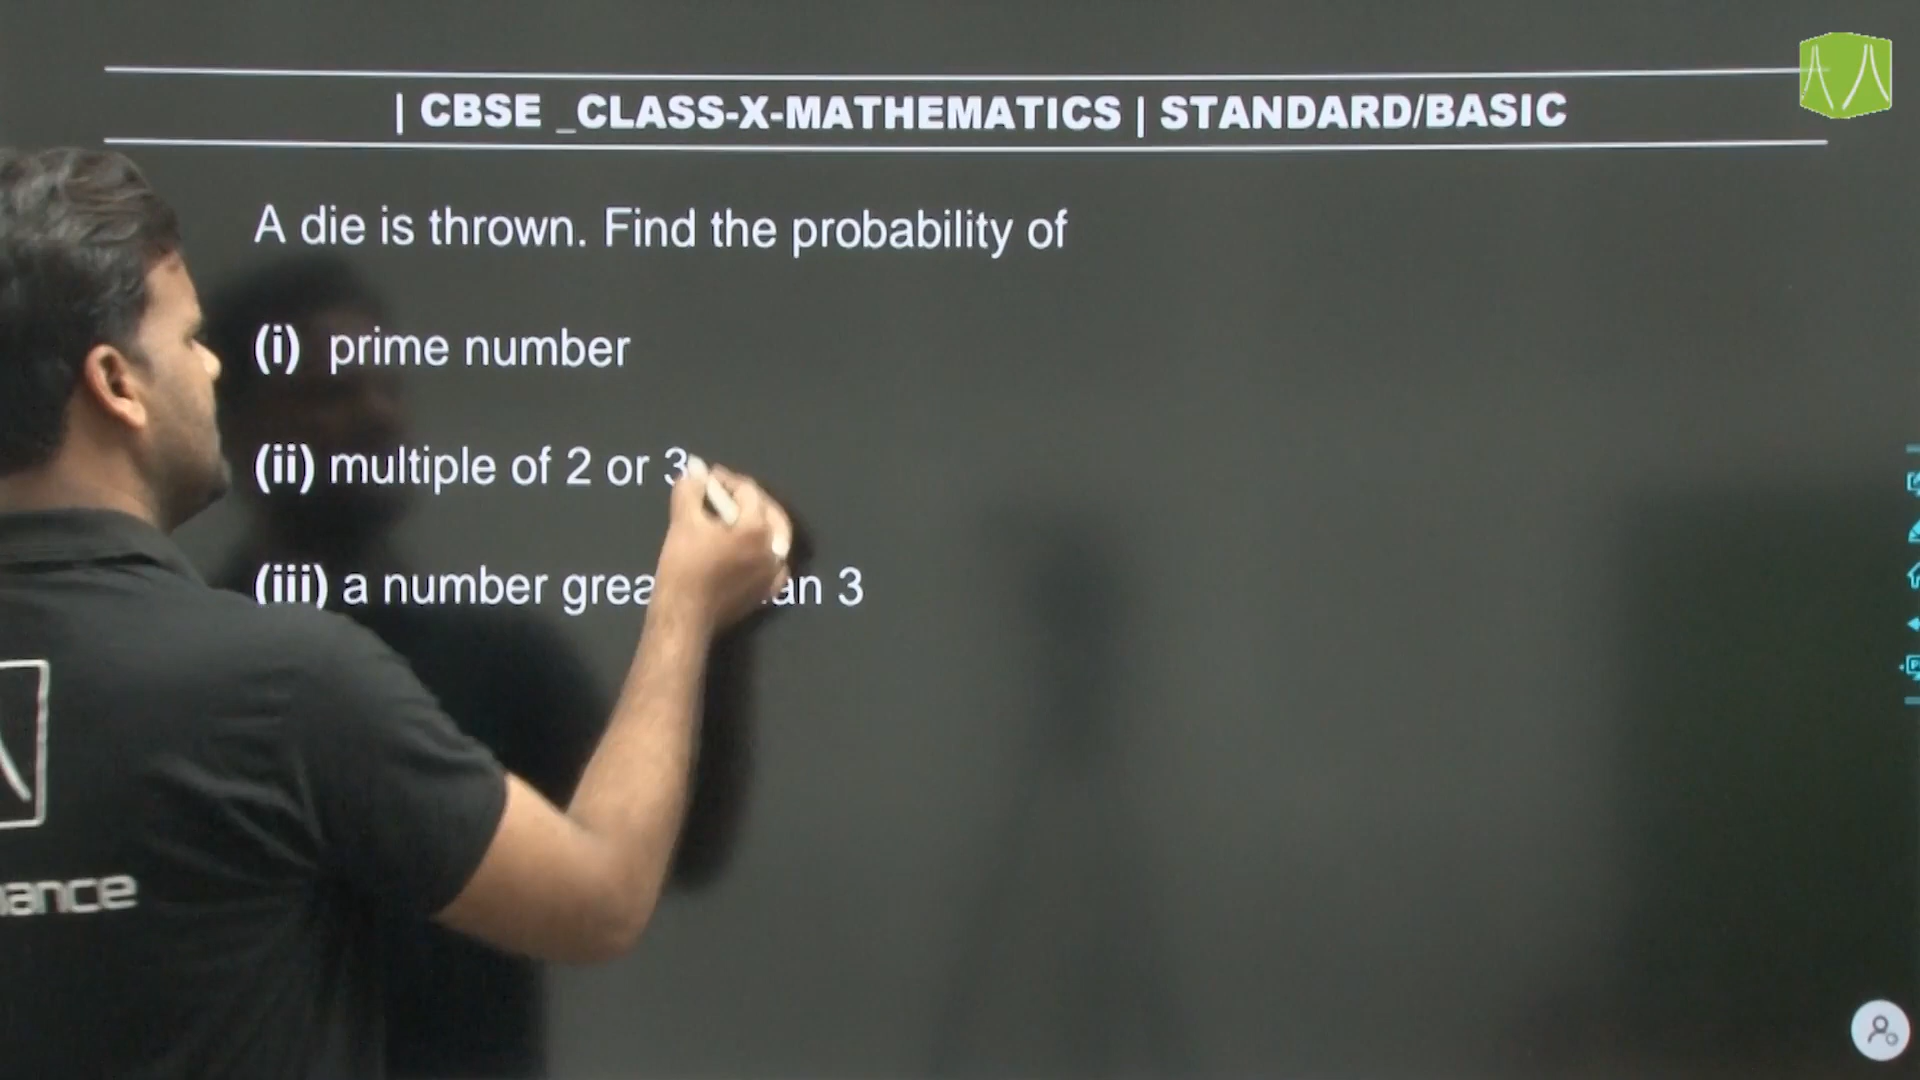 | CBSE _CLASS-X-MATHEMATICS | STANDARD/BASIC
A die is thrown. Find the probability of
(i) prime number
(ii) multiple of 2 or 3
(iii) a number grea an 3
ance